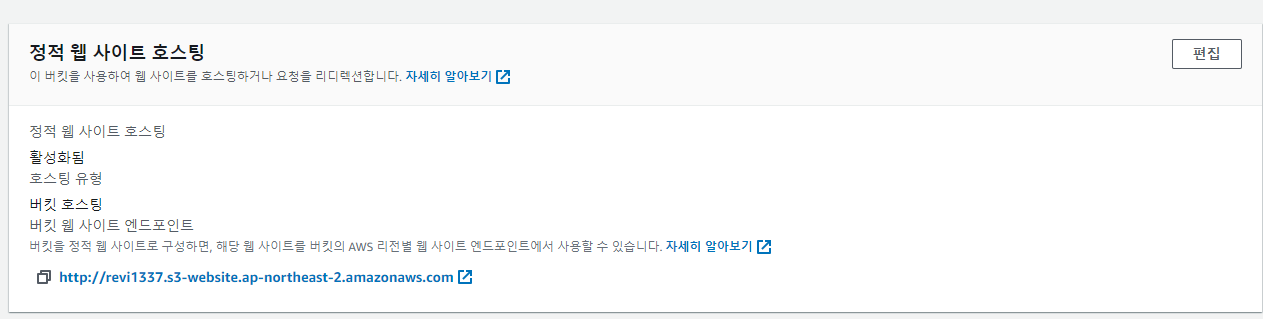 정적 웹 사이트 호스팅
편집
이 버킷을 사용하여 웹 사이트를 호스팅하거나 요청을 리디렉션합니다. 자세히 알아보기
정적 웹 사이트 호스팅
활성화됨
호스팅 유형
버킷 호스팅
버킷 웹 사이트 엔드포인트
버킷을 정적 웹 사이트로 구성하면, 해당 웹 사이트를 버킷의 AWS 리전별 웹 사이트 엔드포인트에서 사용할 수 있습니다. 자세히 알아보기
http://revi1337.s3-website.ap-northeast-2.amazonaws.com